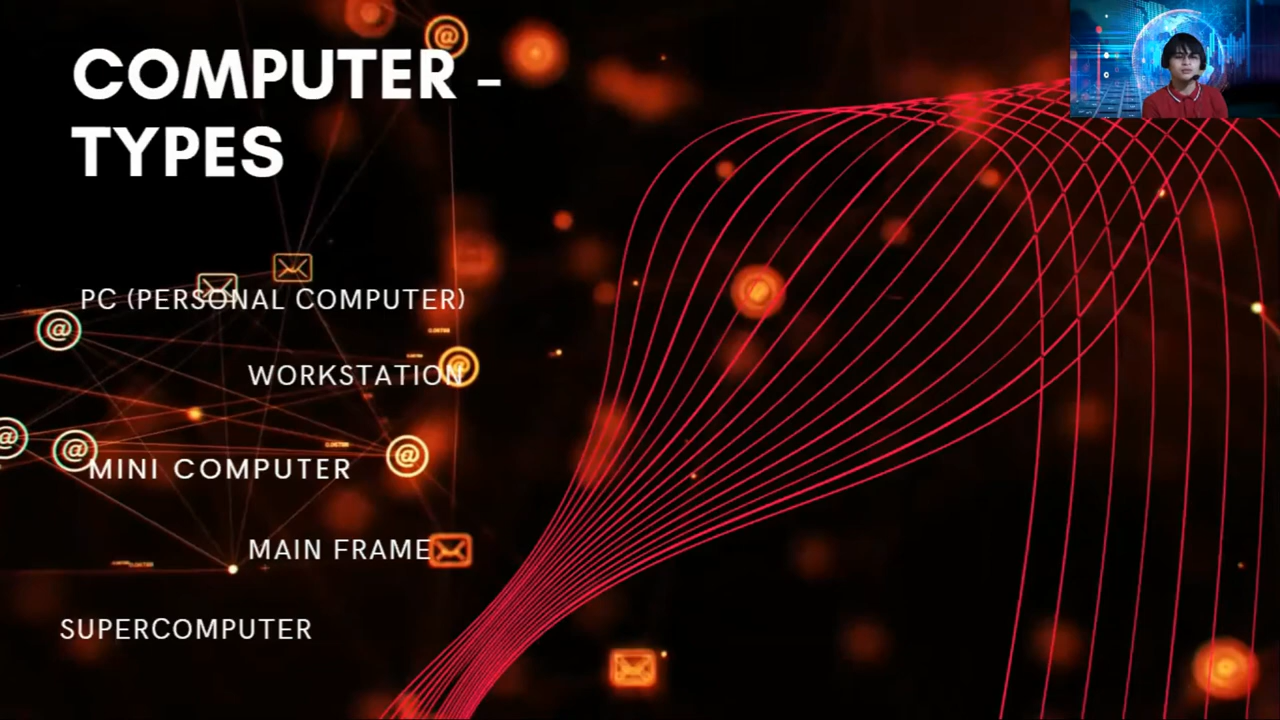 COMPUTER –
TYPES
PC (PERSONAL COMPUTER)
WORKSTATION
MINI COMPUTER
MAIN FRAME
SUPERCOMPUTER